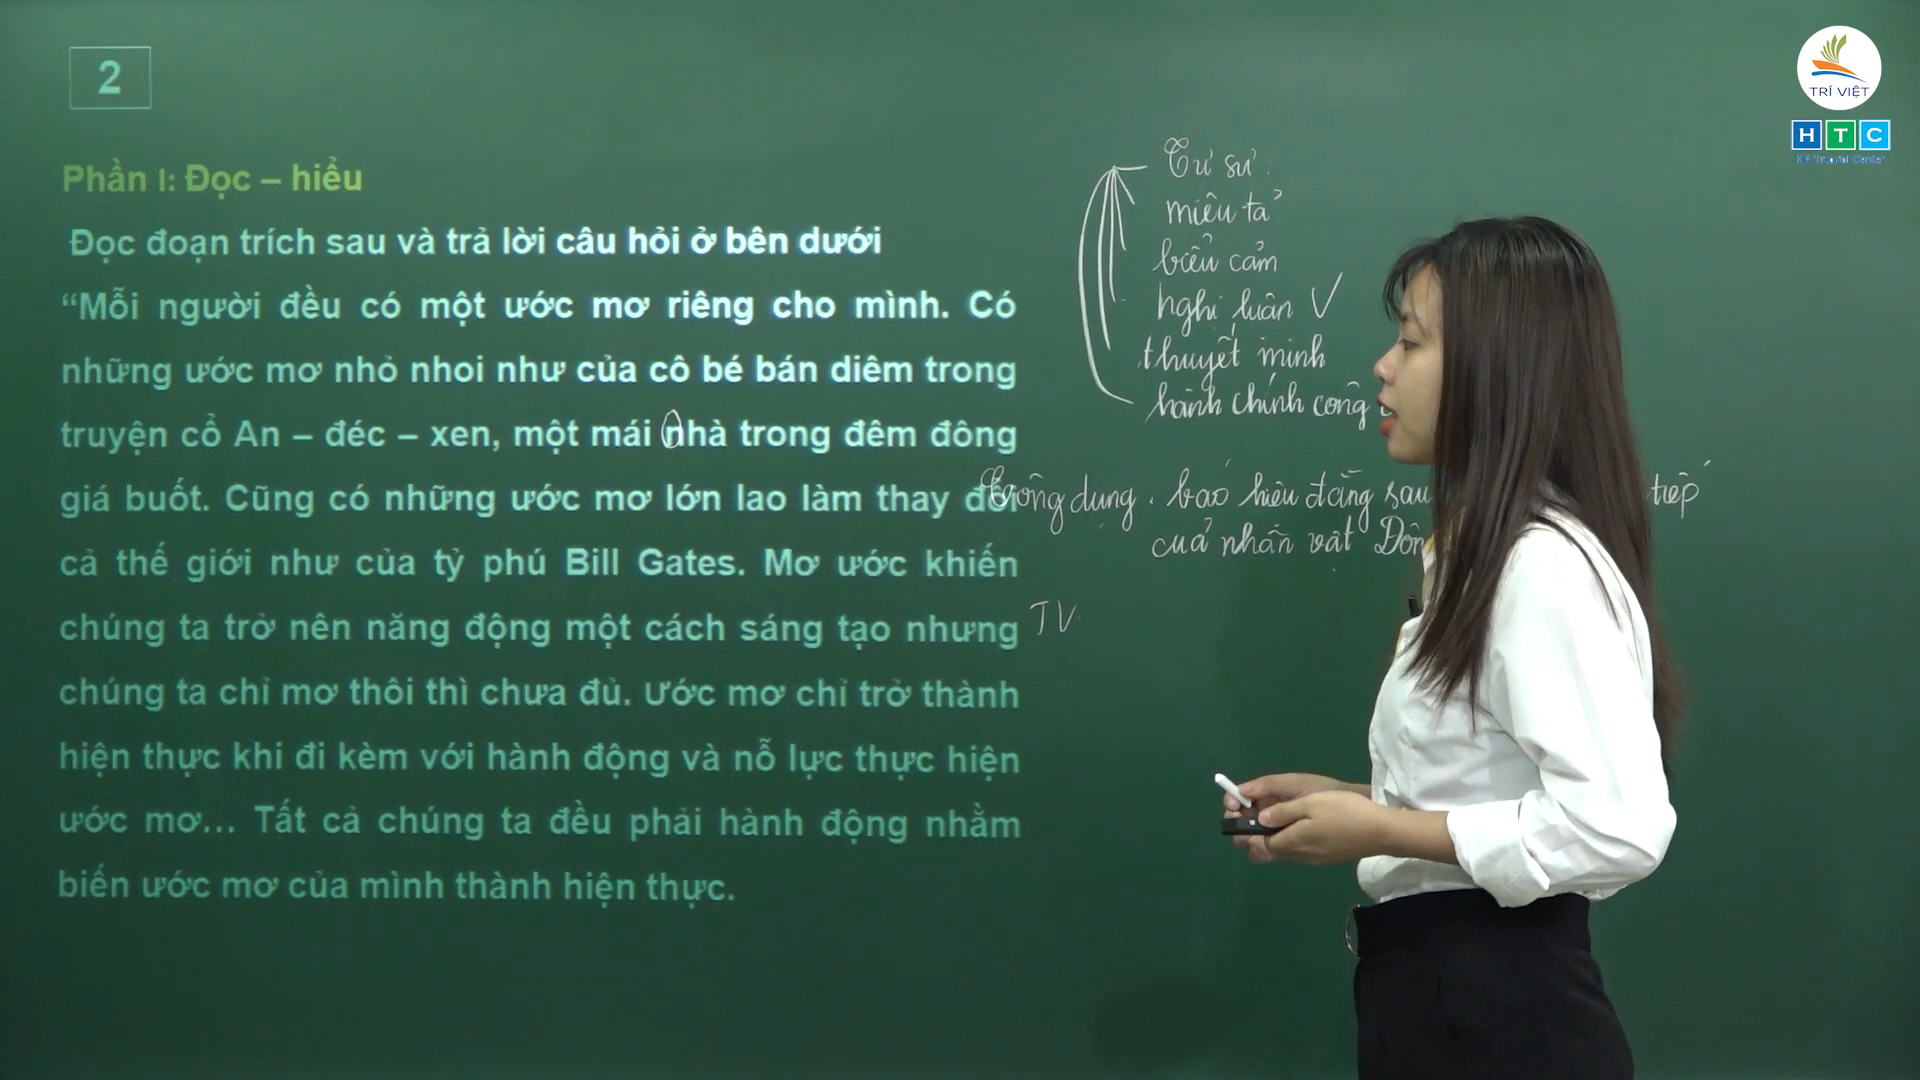 2
Phần I: Đọc – hiểu
Đọc đoạn trích sau và trả lời câu hỏi ở bên dưới
“Mỗi người đều có một ước mơ riêng cho mình. Có
những ước mơ nhỏ nhoi như của cô bé bán diêm trong
truyện cổ An – đéc – xen, một mái nhà trong đêm đông
giá buốt. Cũng có những ước mơ lớn lao làm thay đổi
cả thế giới như của tỷ phú Bill Gates. Mơ ước khiến
chúng ta trở nên năng động một cách sáng tạo nhưng
chúng ta chỉ mơ thôi thì chưa đủ. Ước mơ chỉ trở thành
hiện thực khi đi kèm với hành động và nỗ lực thực hiện
ước mơ... Tất cả chúng ta đều phải hành động nhằm
biến ước mơ của mình thành hiện thực.
Tự sự:
miêu tả
biểu cảm
nghị luận V
thuyết minh
hành chính công
Công dụng. báo hiệu đằng sau tiếp
của nhân vật
TV
TRÍ VIỆT
HTC